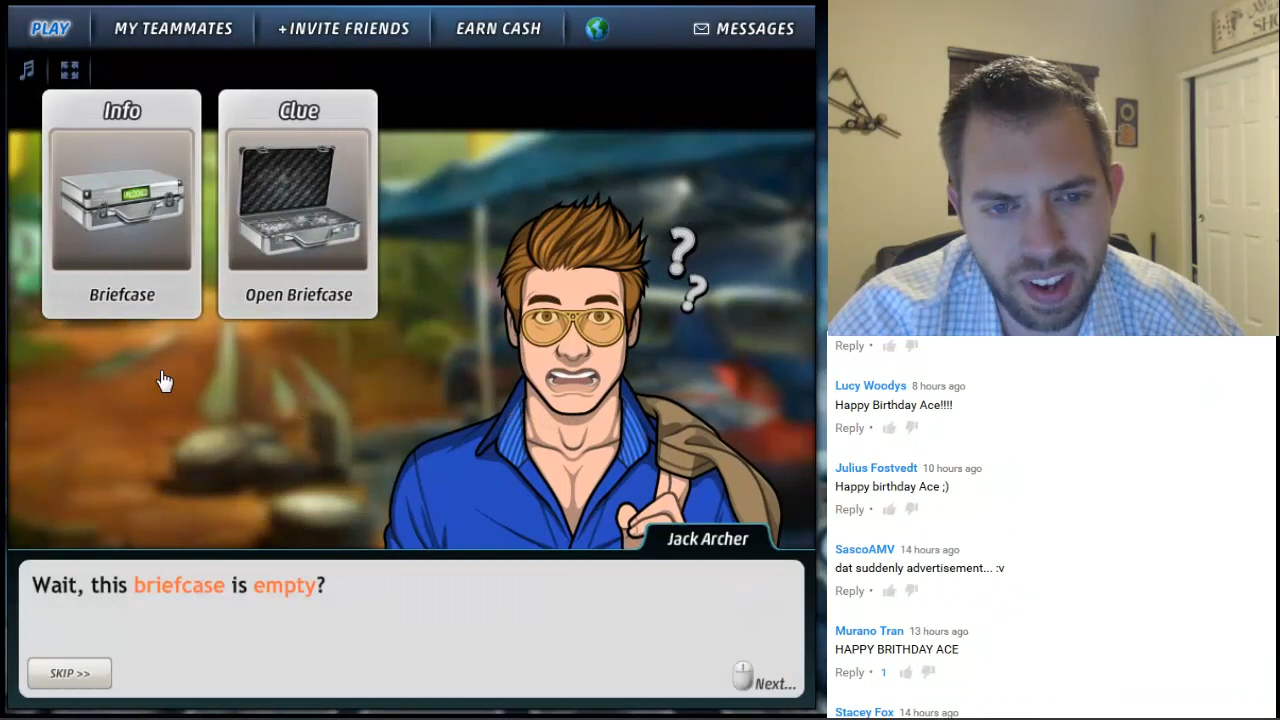 PLAY
MY TEAMMATES
+INVITE FRIENDS
EARN CASH
MESSAGES
Info
Clue
Briefcase
Open Briefcase
Jack Archer
Wait, this briefcase is empty?
SKIP >>
Next...
Reply •
Lucy Woodys 8 hours ago
Happy Birthday Ace!!!!
Reply •
Julius Fostvedt 10 hours ago
Happy birthday Ace ;)
Reply •
SascoAMV 14 hours ago
dat suddenly advertisement... :v
Reply •
Murano Tran 13 hours ago
HAPPY BRITHDAY ACE
Reply • 1
Stacey Fox 14 hours ago